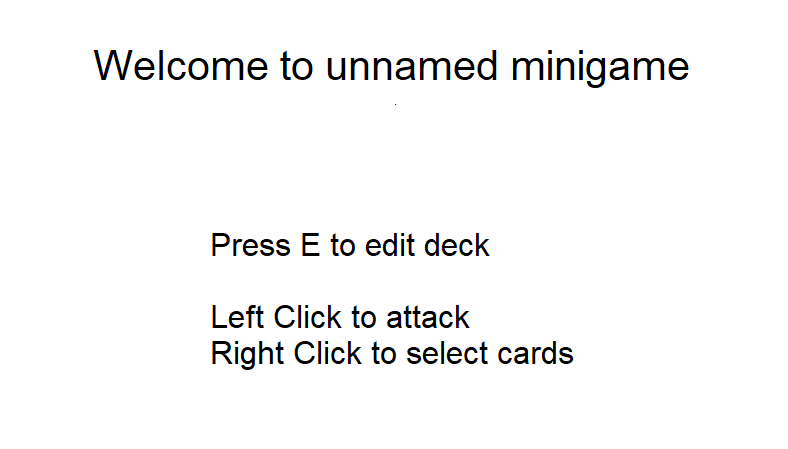 Welcome to unnamed minigame
Press E to edit deck
Left Click to attack
Right Click to select cards